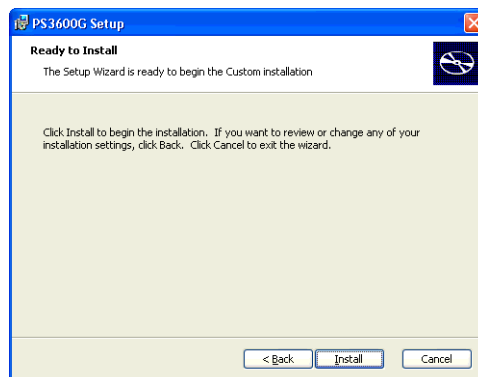 PS3600G Setup
Ready to Install
The Setup Wizard is ready to begin the Custom installation
Click Install to begin the installation. If you want to review or change any of your
installation settings, click Back. Click Cancel to exit the wizard.
< Back Install Cancel